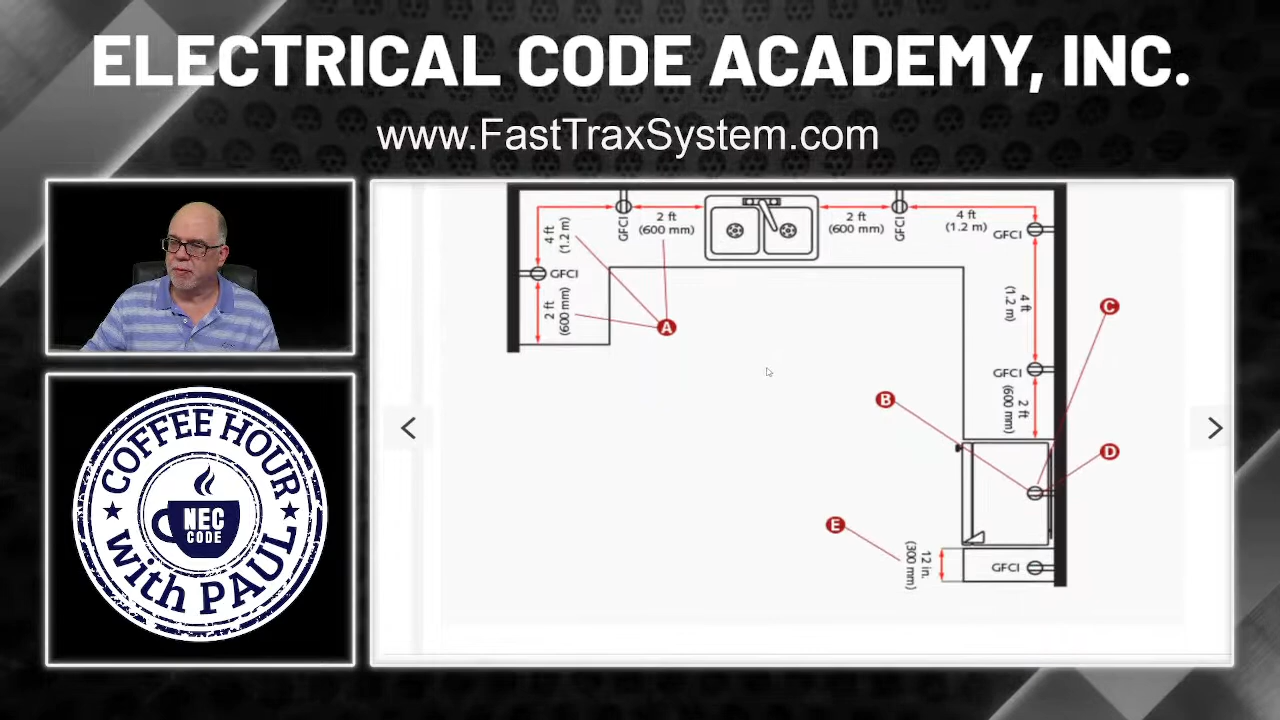 ELECTRICAL CODE ACADEMY, INC.
www.FastTraxSystem.com
COFFEE HOUR
with PAUL
NEC
CODE
GFCI
2 ft
(600 mm)
2 ft
(600 mm)
GFCI
4 ft
(1.2 m)
GFCI
4 ft
(1.2 m)
GFCI
2 ft
(600 mm)
A
4 ft
(1.2 m)
C
GFCI
2 ft
(600 mm)
B
D
E
12 in.
(300 mm)
GFCI